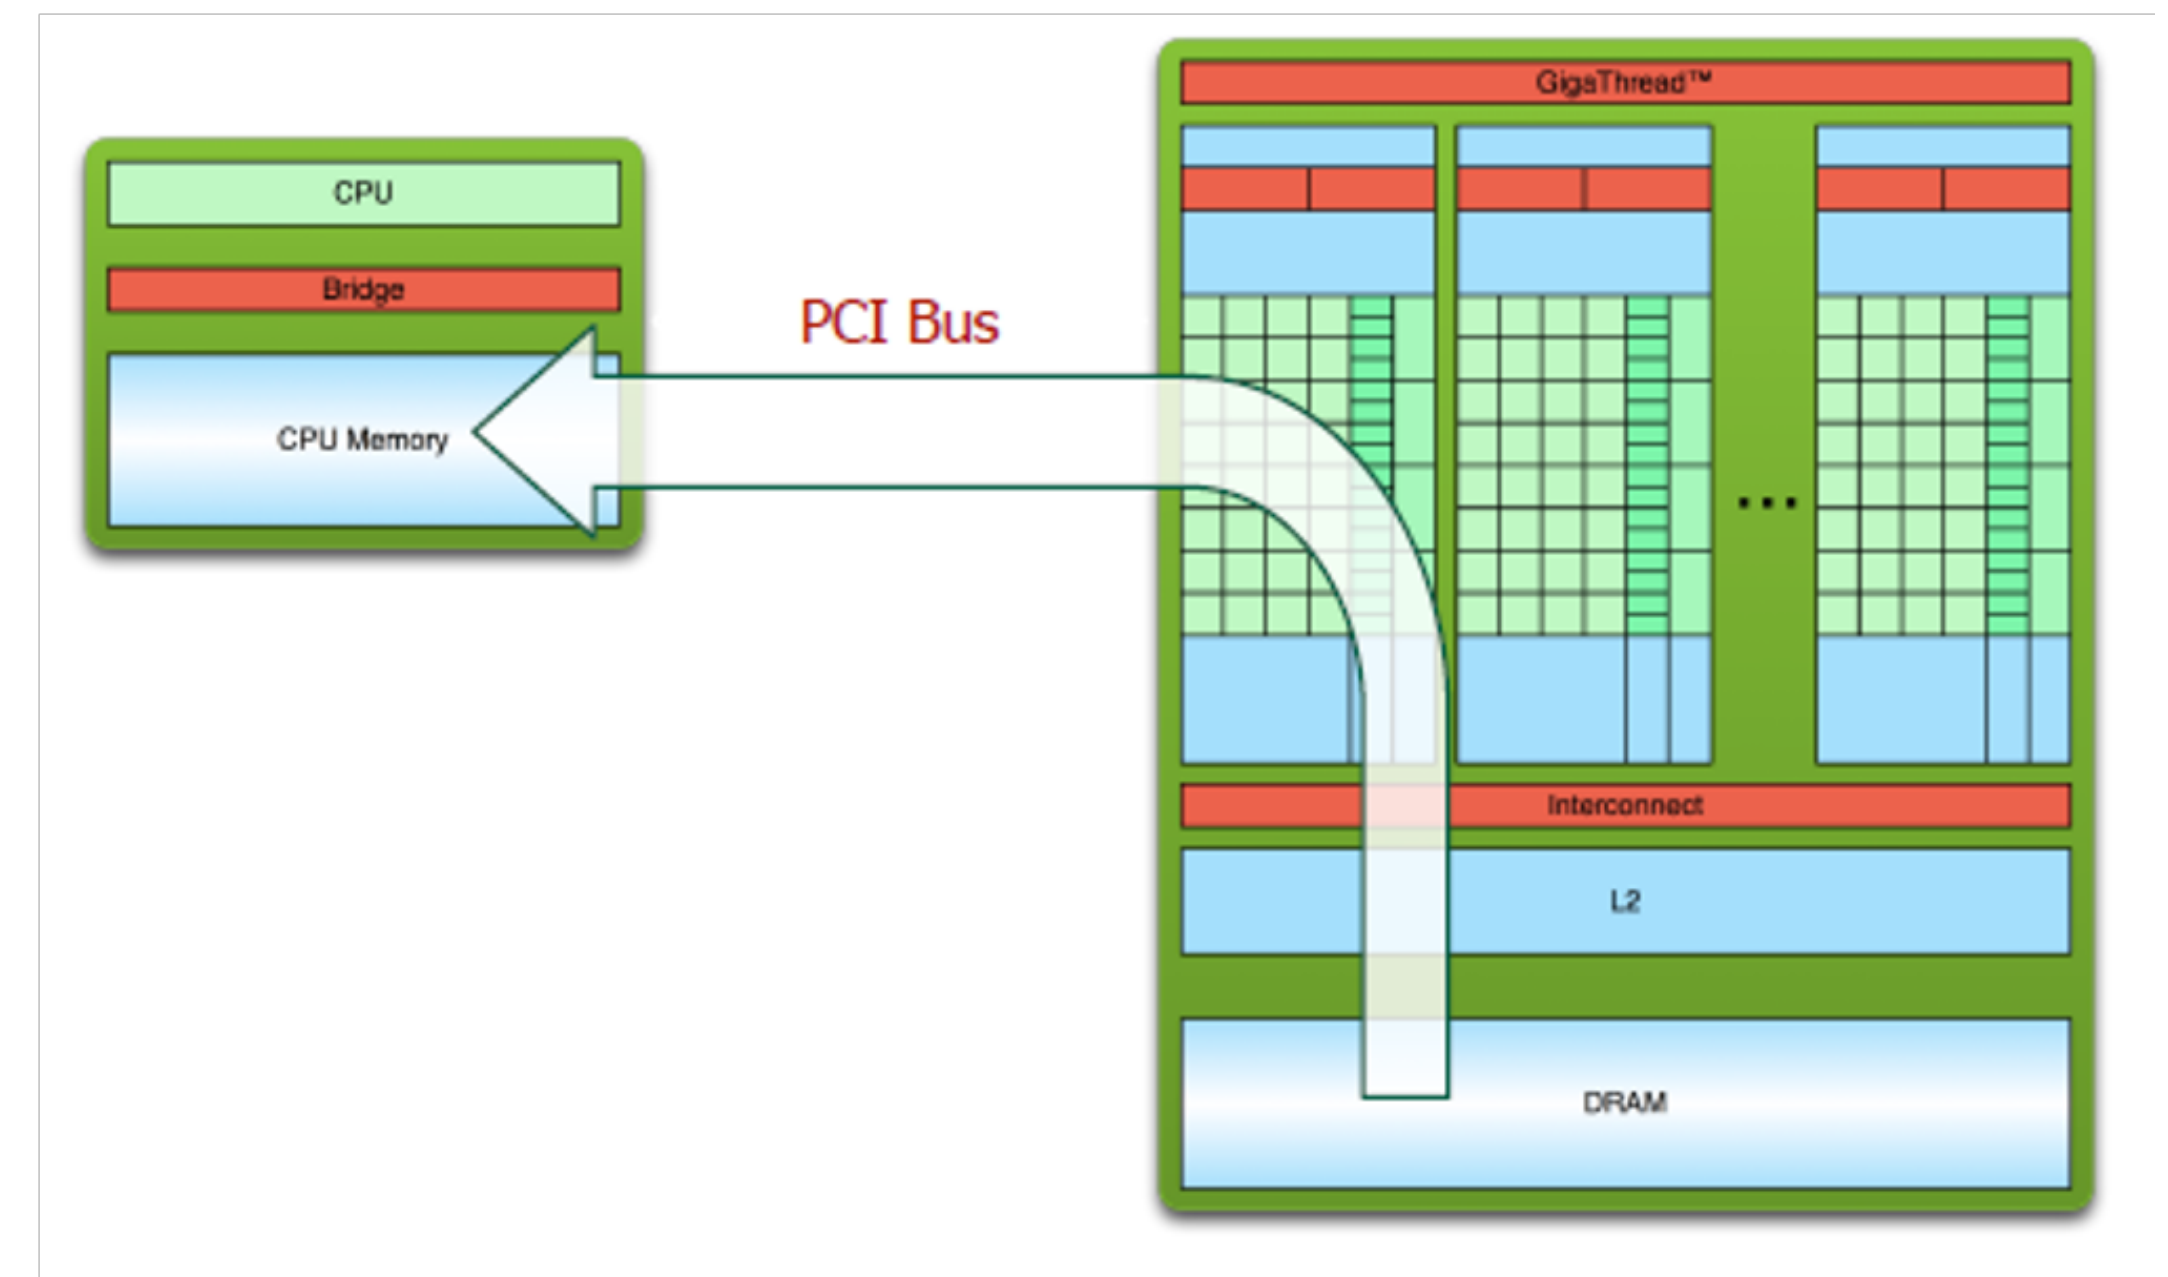 CPU
Bridge
CPU Memory
PCI Bus
GigaThread™
...
Interconnect
L2
DRAM